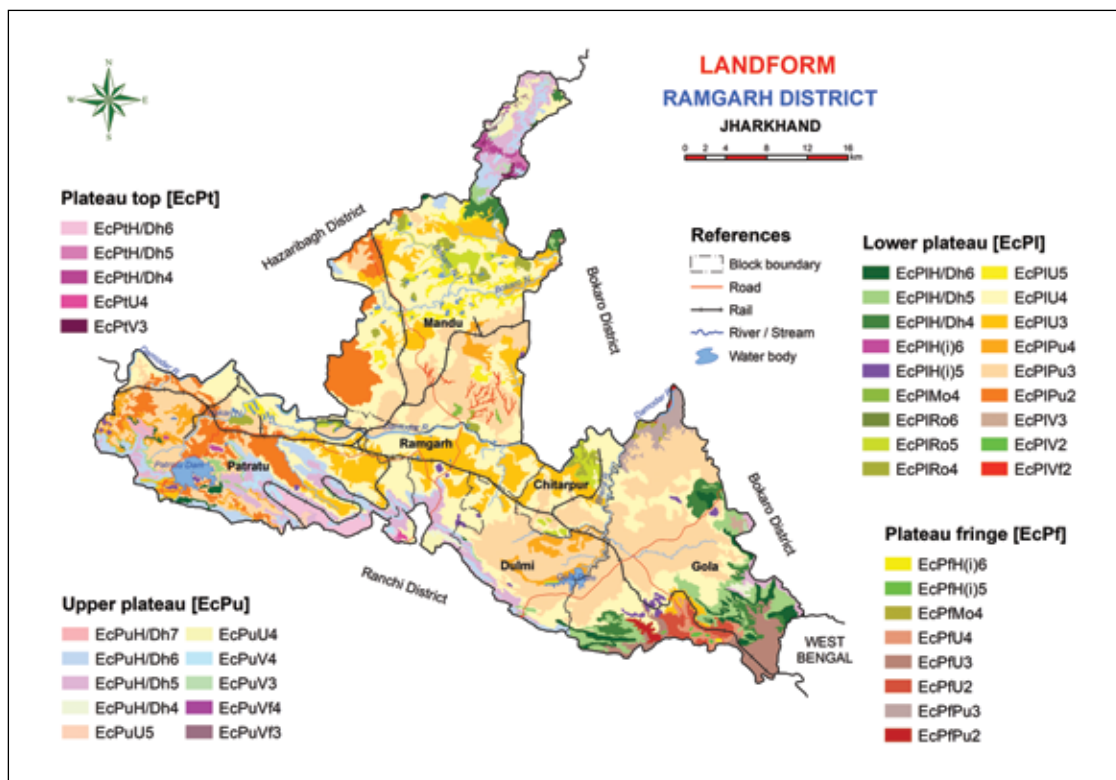 LANDFORM
RAMGARH DISTRICT
JHARKHAND
0 2 4 8 12 16
km
N
W E
S
Plateau top [EcPt]
EcPtH/Dh6
EcPtH/Dh5
EcPtH/Dh4
EcPtU4
EcPtV3
Hazaribagh District
Bokaro District
References
Block boundary
Road
Rail
River / Stream
Water body
Lower plateau [EcPl]
EcPlH/Dh6
EcPlH/Dh5
EcPlH/Dh4
EcPlH(i)6
EcPlH(i)5
EcPlMo4
EcPlRo6
EcPlRo5
EcPlRo4
EcPlU5
EcPlU4
EcPlU3
EcPlPu4
EcPlPu3
EcPlPu2
EcPlV3
EcPlV2
EcPlVf2
Bokaro N.
Mandu
Damodar R.
Damodar R.
Ramgarh
Patratu
Patratu Dam
Chitarpur
Dulmi
Gola
Bokaro District
Ranchi District
WEST
BENGAL
Upper plateau [EcPu]
EcPuH/Dh7
EcPuH/Dh6
EcPuH/Dh5
EcPuH/Dh4
EcPuU5
EcPuU4
EcPuV4
EcPuV3
EcPuVf4
EcPuVf3
Plateau fringe [EcPf]
EcPfH(i)6
EcPfH(i)5
EcPfMo4
EcPfU4
EcPfU3
EcPfU2
EcPfPu3
EcPfPu2